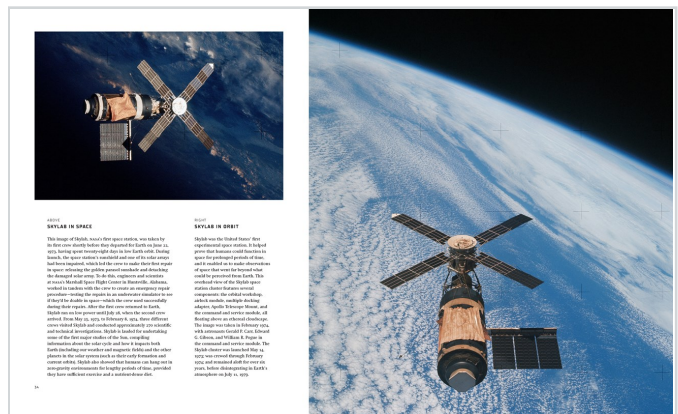 ABOVE
SKYLAB IN SPACE
This image of Skylab, NASA's first space station, was taken by
its first crew shortly before they departed for Earth on June 22,
1973, having spent twenty-eight days in low Earth orbit. During
launch, the space station's sunshield and one of its solar arrays
had been impaired, which led the crew to make their first repair
in space: releasing the golden parasol sunshade and detaching
the damaged solar array. To do this, engineers and scientists
at NASA's Marshall Space Flight Center in Huntsville, Alabama,
worked in tandem with the crew to create an emergency repair
procedure—testing the repairs in an underwater simulator to see
if they'd be doable in space—which the crew used successfully
during their repairs. After the first crew returned to Earth,
Skylab ran on low power until July 28, when the second crew
arrived. From May 25, 1973, to February 8, 1974, three different
crews visited Skylab and conducted approximately 270 scientific
and technical investigations. Skylab is lauded for undertaking
some of the first major studies of the Sun, compiling
information about the solar cycle and how it impacts both
Earth (including our weather and magnetic fields) and the other
planets in the solar system (such as their early formation and
current orbits). Skylab also showed that humans can hang out in
zero-gravity environments for lengthy periods of time, provided
they have sufficient exercise and a nutrient-dense diet.
RIGHT
SKYLAB IN ORBIT
Skylab was the United States' first
experimental space station. It helped
prove that humans could function in
space for prolonged periods of time,
and it enabled us to make observations
of space that went far beyond what
could be perceived from Earth. This
overhead view of the Skylab space
station cluster features several
components: the orbital workshop,
airlock module, multiple docking
adapter, Apollo Telescope Mount, and
the command and service module, all
floating above an ethereal cloudscape.
The image was taken in February 1974,
with astronauts Gerald P. Carr, Edward
G. Gibson, and William R. Pogue in
the command and service module. The
Skylab cluster was launched May 14,
1973; was crewed through February
1974; and remained aloft for over six
years, before disintegrating in Earth's
atmosphere on July 11, 1979.